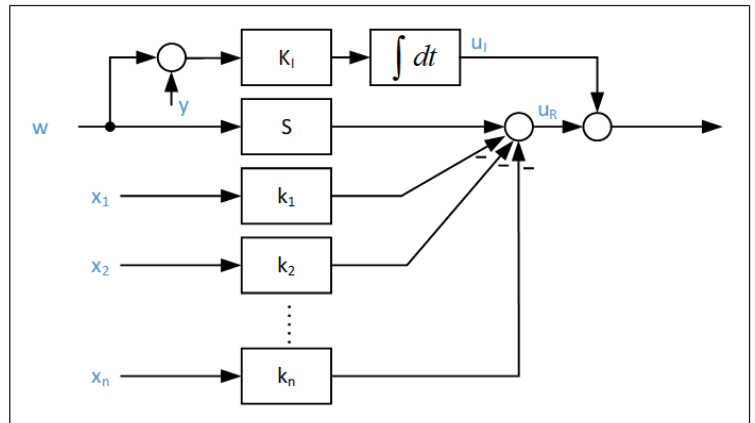 K_I
∫ dt
u_I
y
w
S
u_R
x_1
k_1
x_2
k_2
x_n
k_n